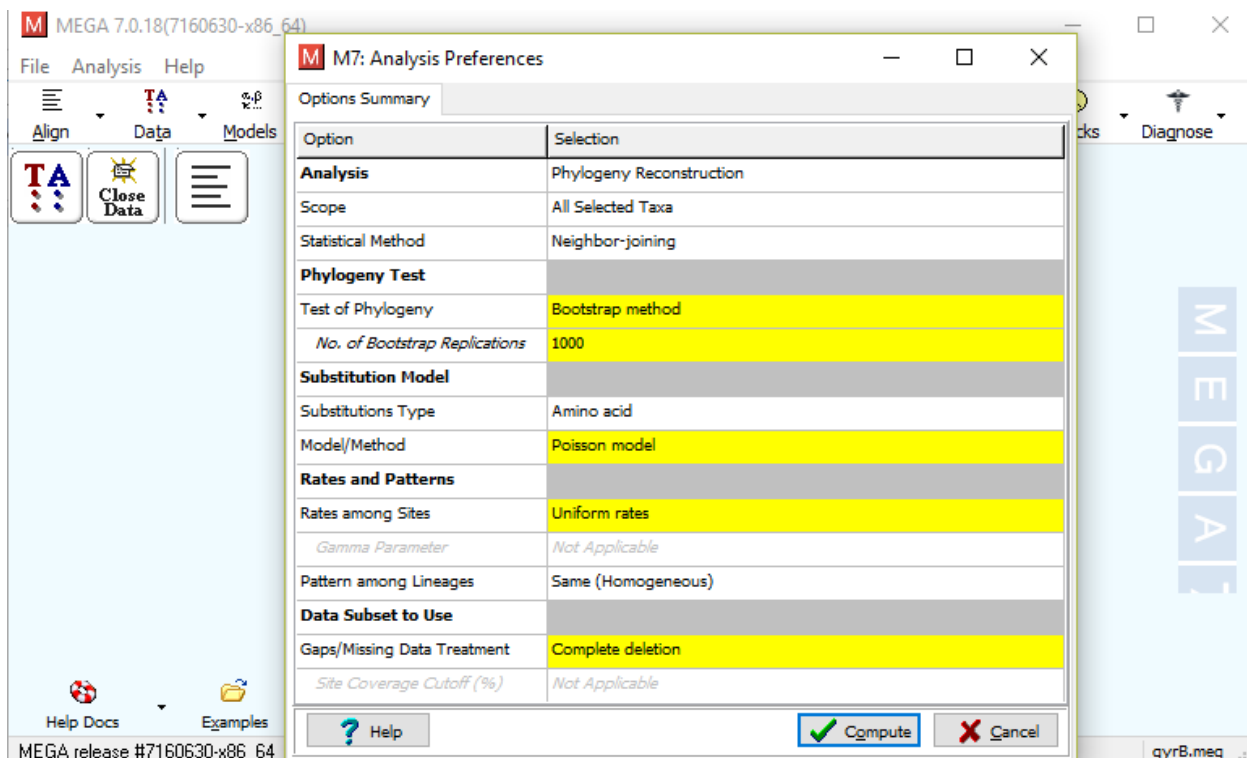 M MEGA 7.0.18(7160630-x86_64)
File Analysis Help
Align Data Models
TA Close Data
M M7: Analysis Preferences
Options Summary
Option Selection
Analysis Phylogeny Reconstruction
Scope All Selected Taxa
Statistical Method Neighbor-joining
Phylogeny Test
Test of Phylogeny Bootstrap method
No. of Bootstrap Replications 1000
Substitution Model
Substitutions Type Amino acid
Model/Method Poisson model
Rates and Patterns
Rates among Sites Uniform rates
Gamma Parameter Not Applicable
Pattern among Lineages Same (Homogeneous)
Data Subset to Use
Gaps/Missing Data Treatment Complete deletion
Site Coverage Cutoff (%) Not Applicable
Help Compute Cancel
cks Diagnose
M
E
G
A
Help Docs Examples
MEGA release #7160630-x86_64
gyrB.meg